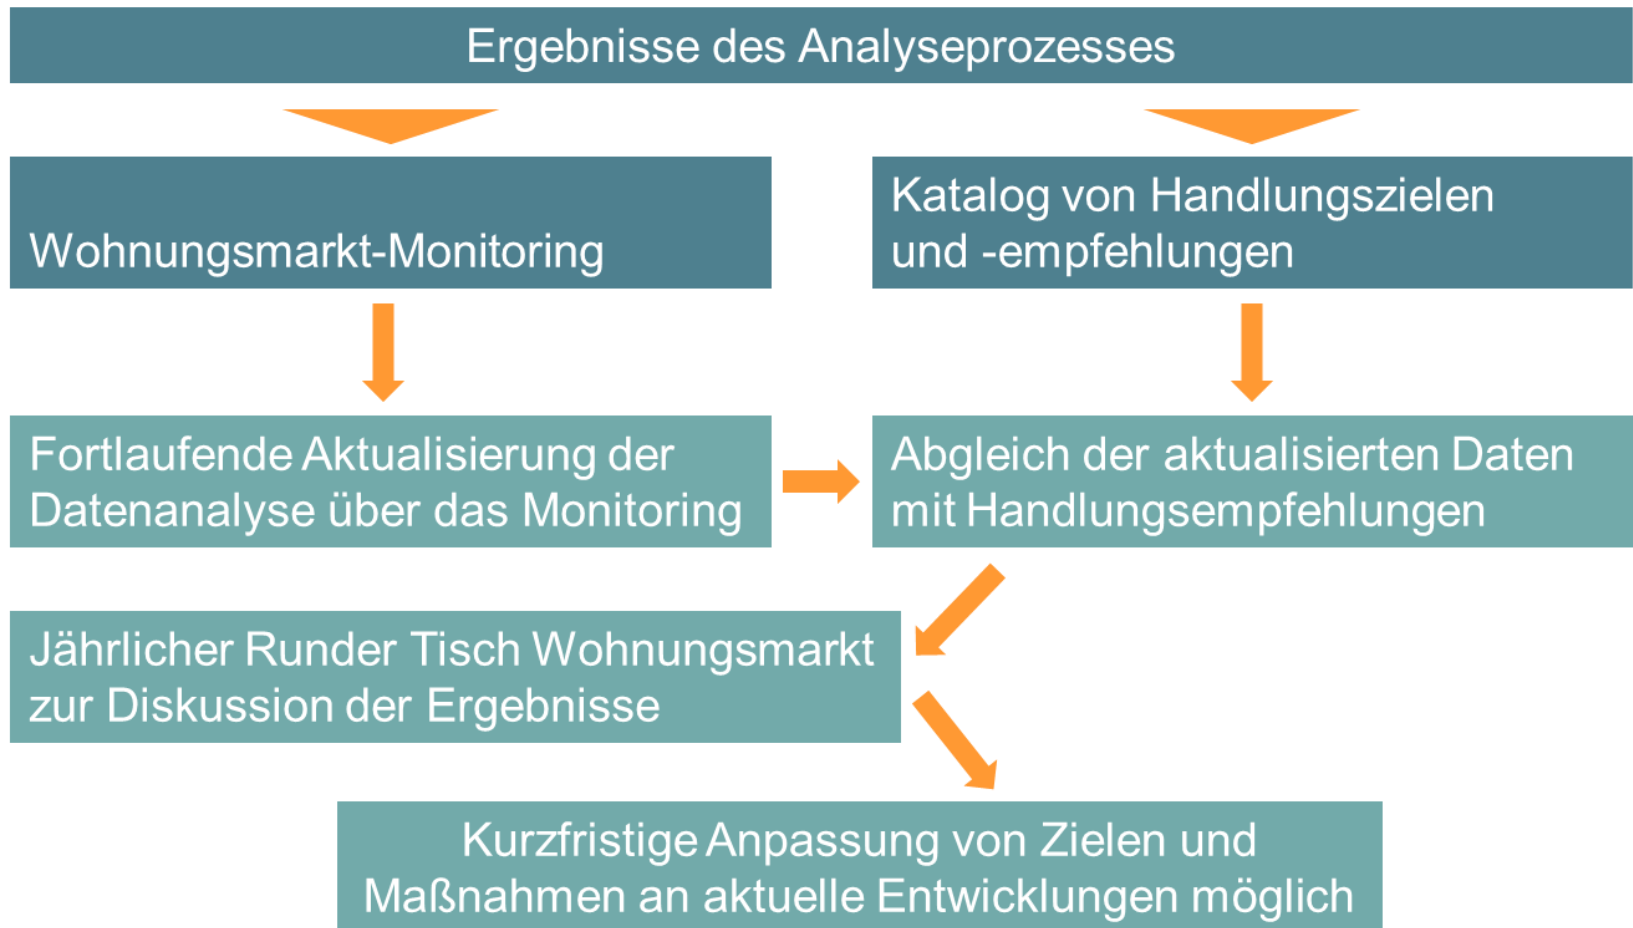 Ergebnisse des Analyseprozesses
Wohnungsmarkt-Monitoring
Katalog von Handlungszielen
und -empfehlungen
Fortlaufende Aktualisierung der
Datenanalyse über das Monitoring
Abgleich der aktualisierten Daten
mit Handlungsempfehlungen
Jährlicher Runder Tisch Wohnungsmarkt
zur Diskussion der Ergebnisse
Kurzfristige Anpassung von Zielen und
Maßnahmen an aktuelle Entwicklungen möglich